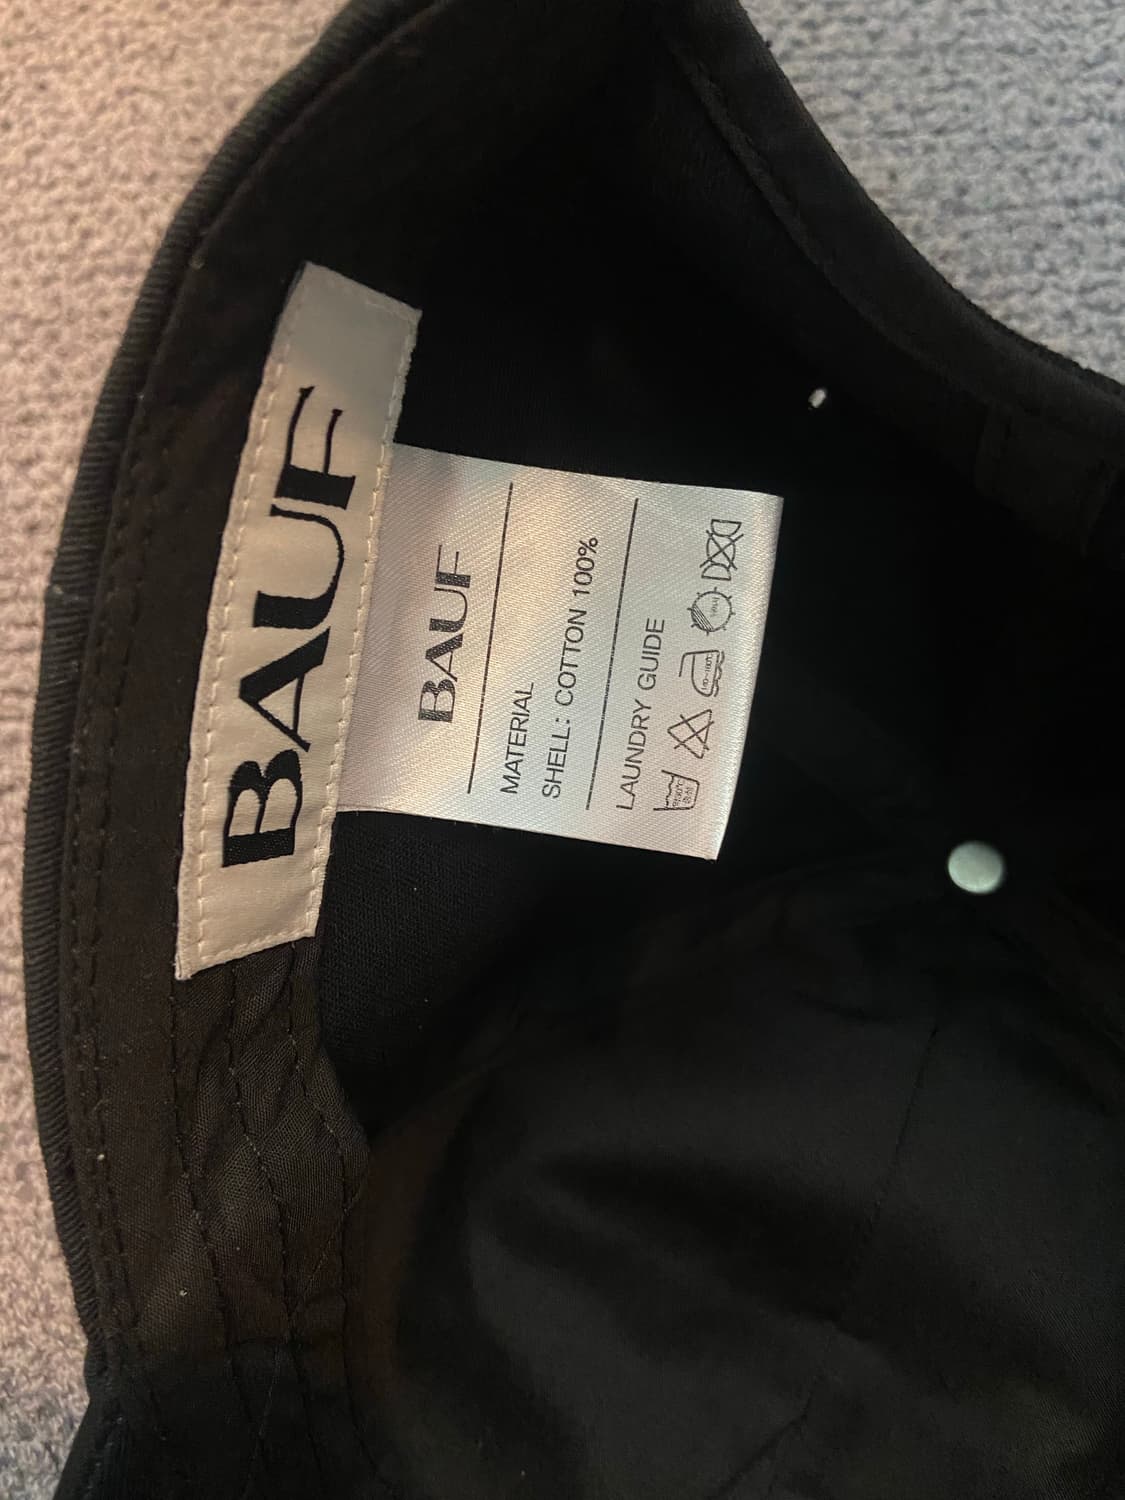 BAUF
BAUF
MATERIAL
SHELL: COTTON 100%
LAUNDRY GUIDE